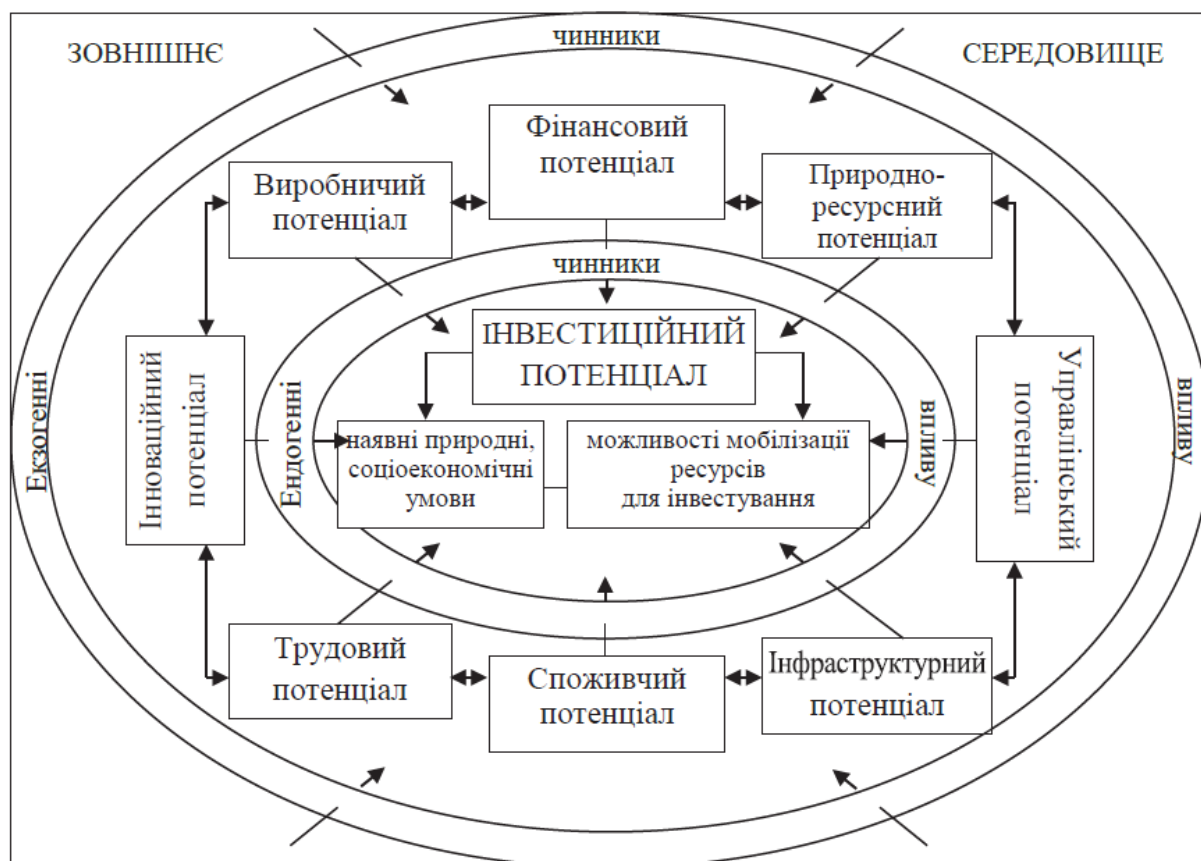 ЗОВНІШНЄ
чинники
СЕРЕДОВИЩЕ
Фінансовий
потенціал
Виробничий
потенціал
Природно-
ресурсний
потенціал
чинники
ІНВЕСТИЦІЙНИЙ
ПОТЕНЦІАЛ
Екзогенні
Інноваційний
потенціал
Ендогенні
наявні природні,
соціоекономічні
умови
можливості мобілізації
ресурсів
для інвестування
впливу
Управлінський
потенціал
впливу
Трудовий
потенціал
Споживчий
потенціал
Інфраструктурний
потенціал